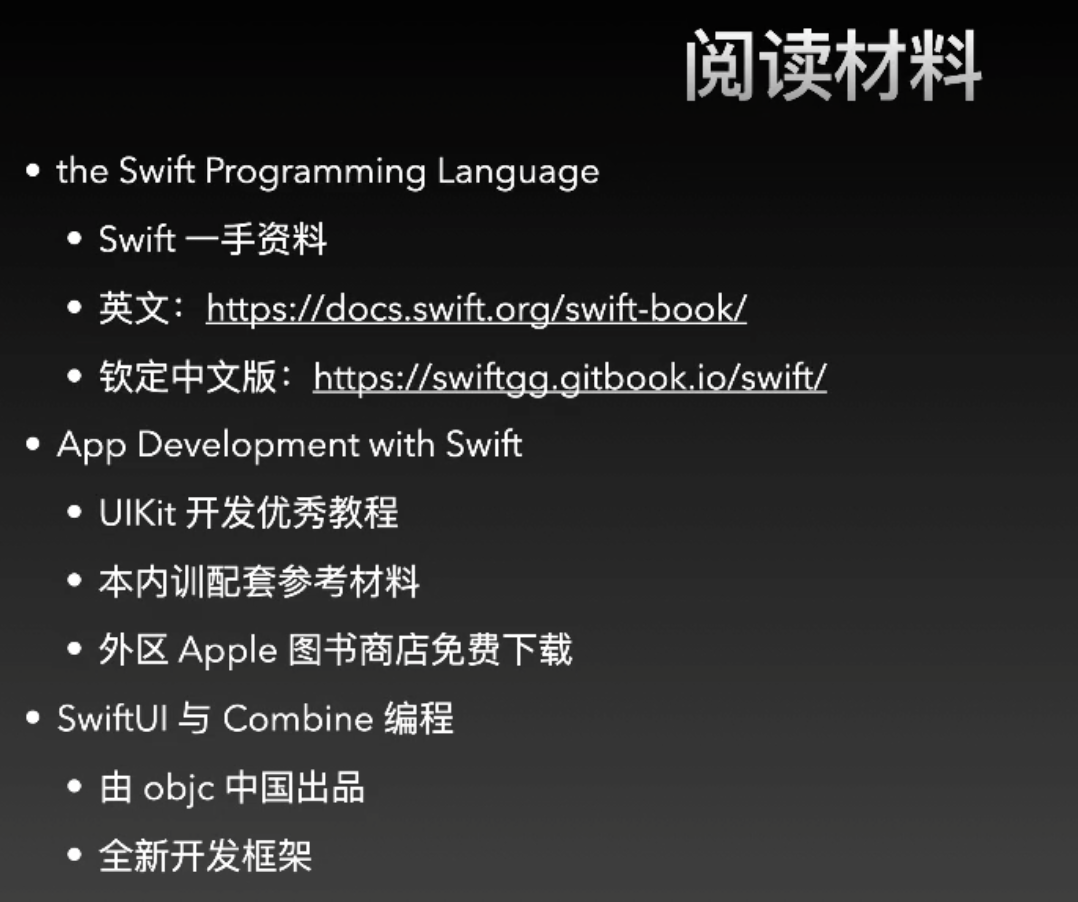 阅读材料
• the Swift Programming Language
• Swift 一手资料
• 英文：https://docs.swift.org/swift-book/
• 钦定中文版：https://swiftgg.gitbook.io/swift/
• App Development with Swift
• UIKit 开发优秀教程
• 本内训配套参考材料
• 外区 Apple 图书商店免费下载
• SwiftUI 与 Combine 编程
• 由 objc 中国出品
• 全新开发框架